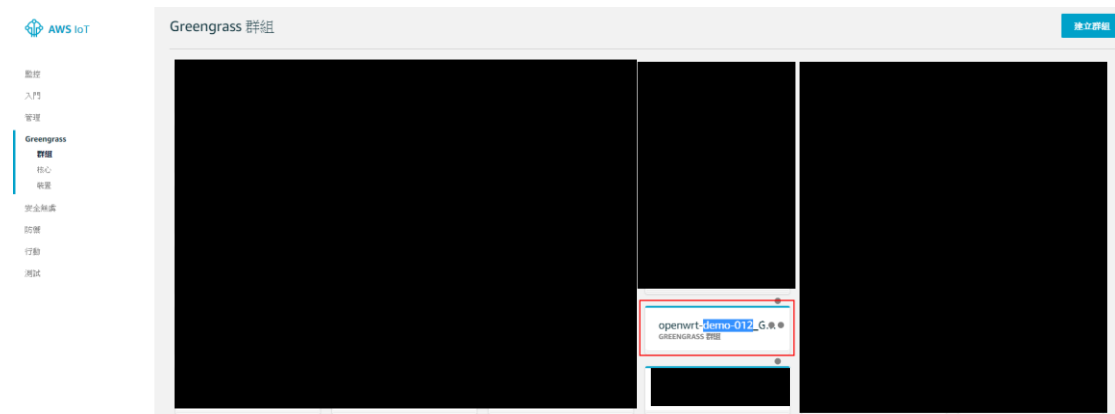 AWS IoT
Greengrass 群組
建立群組
監控
入門
管理
Greengrass
群組
核心
裝置
安全無虞
防禦
行動
測試
openwrt-demo-012_G...
GREENGRASS 群組